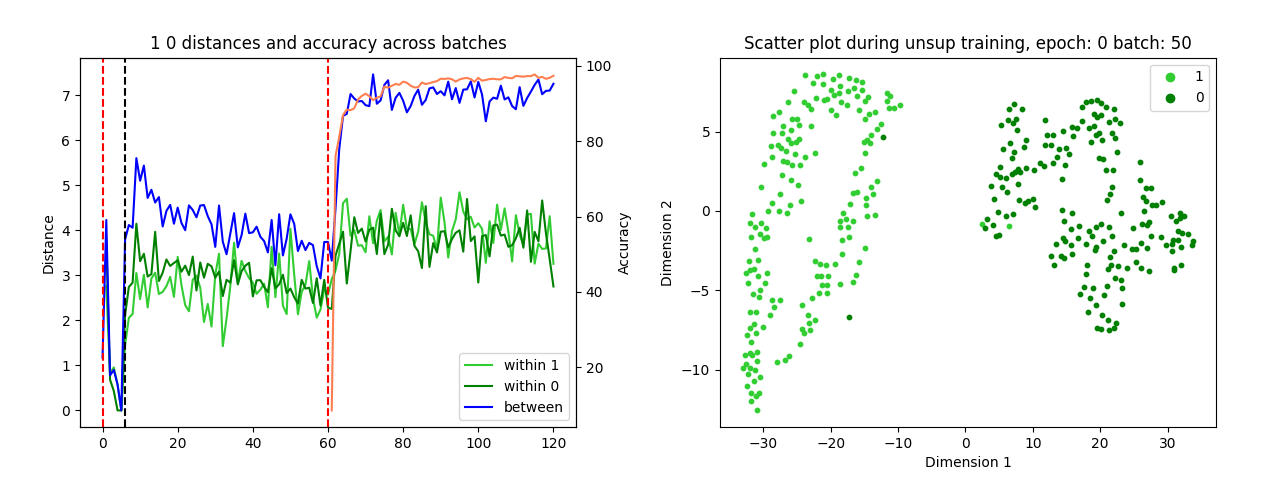 1 0 distances and accuracy across batches
Distance
7
6
5
4
3
2
1
0
0 20 40 60 80 100 120
100
80
60
40
20
Accuracy
within 1
within 0
between
Scatter plot during unsup training, epoch: 0 batch: 50
Dimension 2
5
0
−5
−10
−30 −20 −10 0 10 20 30
Dimension 1
1
0